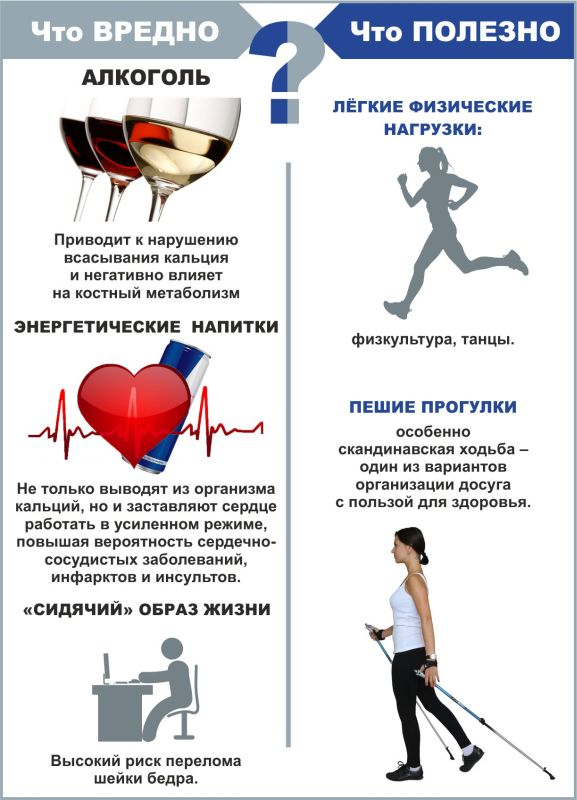 Что ВРЕДНО
?
Что ПОЛЕЗНО
АЛКОГОЛЬ
Приводит к нарушению
всасывания кальция
и негативно влияет
на костный метаболизм
ЭНЕРГЕТИЧЕСКИЕ НАПИТКИ
Не только выводят из организма
кальций, но и заставляют сердце
работать в усиленном режиме,
повышая вероятность сердечно-
сосудистых заболеваний,
инфарктов и инсультов.
«СИДЯЧИЙ» ОБРАЗ ЖИЗНИ
Высокий риск перелома
шейки бедра.
ЛЁГКИЕ ФИЗИЧЕСКИЕ
НАГРУЗКИ:
физкультура, танцы.
ПЕШИЕ ПРОГУЛКИ
особенно
скандинавская ходьба –
один из вариантов
организации досуга
с пользой для здоровья.